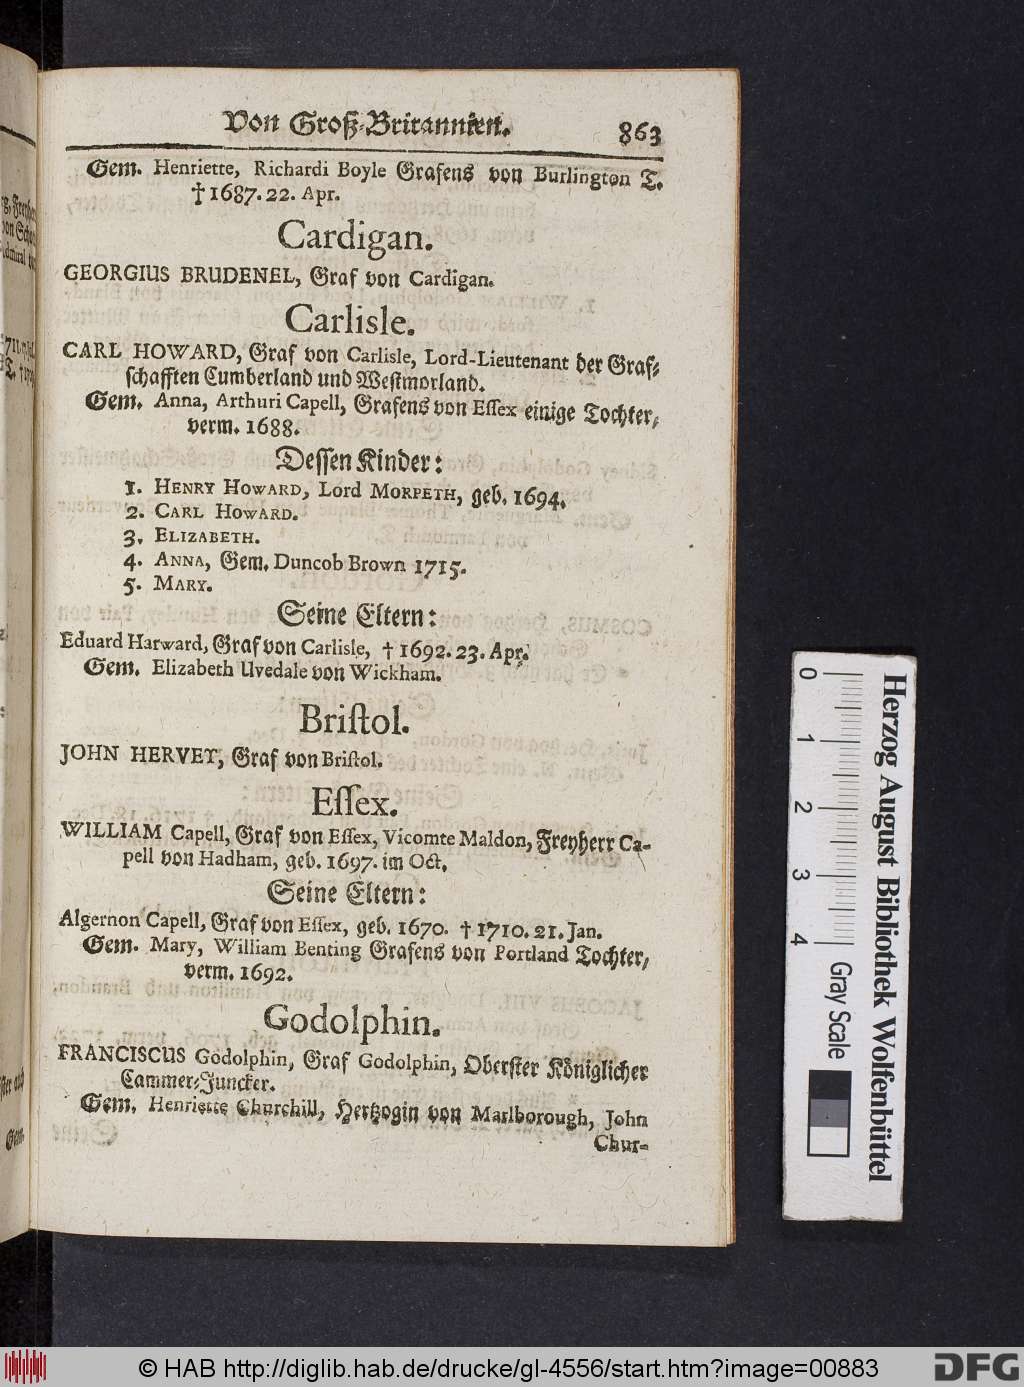 Von Groß-Britannien. 863
Gem. Henriette, Richardi Boyle Grafens von Burlington T.
† 1687. 22. Apr.
Cardigan.
GEORGIUS BRUDENEL, Graf von Cardigan.
Carlisle.
CARL HOWARD, Graf von Carlisle, Lord-Lieutenant der Graf-
schafften Cumberland und Westmorland.
Gem. Anna, Arthuri Capell, Grafens von Essex einige Tochter,
verm. 1688.
Dessen Kinder:
1. HENRY HOWARD, Lord MORPETH, geb. 1694.
2. CARL HOWARD.
3. ELIZABETH.
4. ANNA, Gem. Duncob Brown 1715.
5. MARY.
Seine Eltern:
Eduard Harward, Graf von Carlisle, † 1692. 23. Apr.
Gem. Elizabeth Uvedale von Wickham.
Bristol.
JOHN HERVEY, Graf von Bristol.
Essex.
WILLIAM Capell, Graf von Essex, Vicomte Maldon, Freyherr Ca-
pell von Hadham, geb. 1697. im Oct.
Seine Eltern:
Algernon Capell, Graf von Essex, geb. 1670. † 1710. 21. Jan.
Gem. Mary, William Benting Grafens von Portland Tochter,
verm. 1692.
Godolphin.
FRANCISCUS Godolphin, Graf Godolphin, Oberster Königlicher
Cammer-Juncker.
Gem. Henriette Churchill, Hertzogin von Marlborough, John
Chur-
Herzog August Bibliothek Wolfenbüttel
0 1 2 3 4 Gray Scale
© HAB http://diglib.hab.de/drucke/gl-4556/start.htm?image=00883
DFG